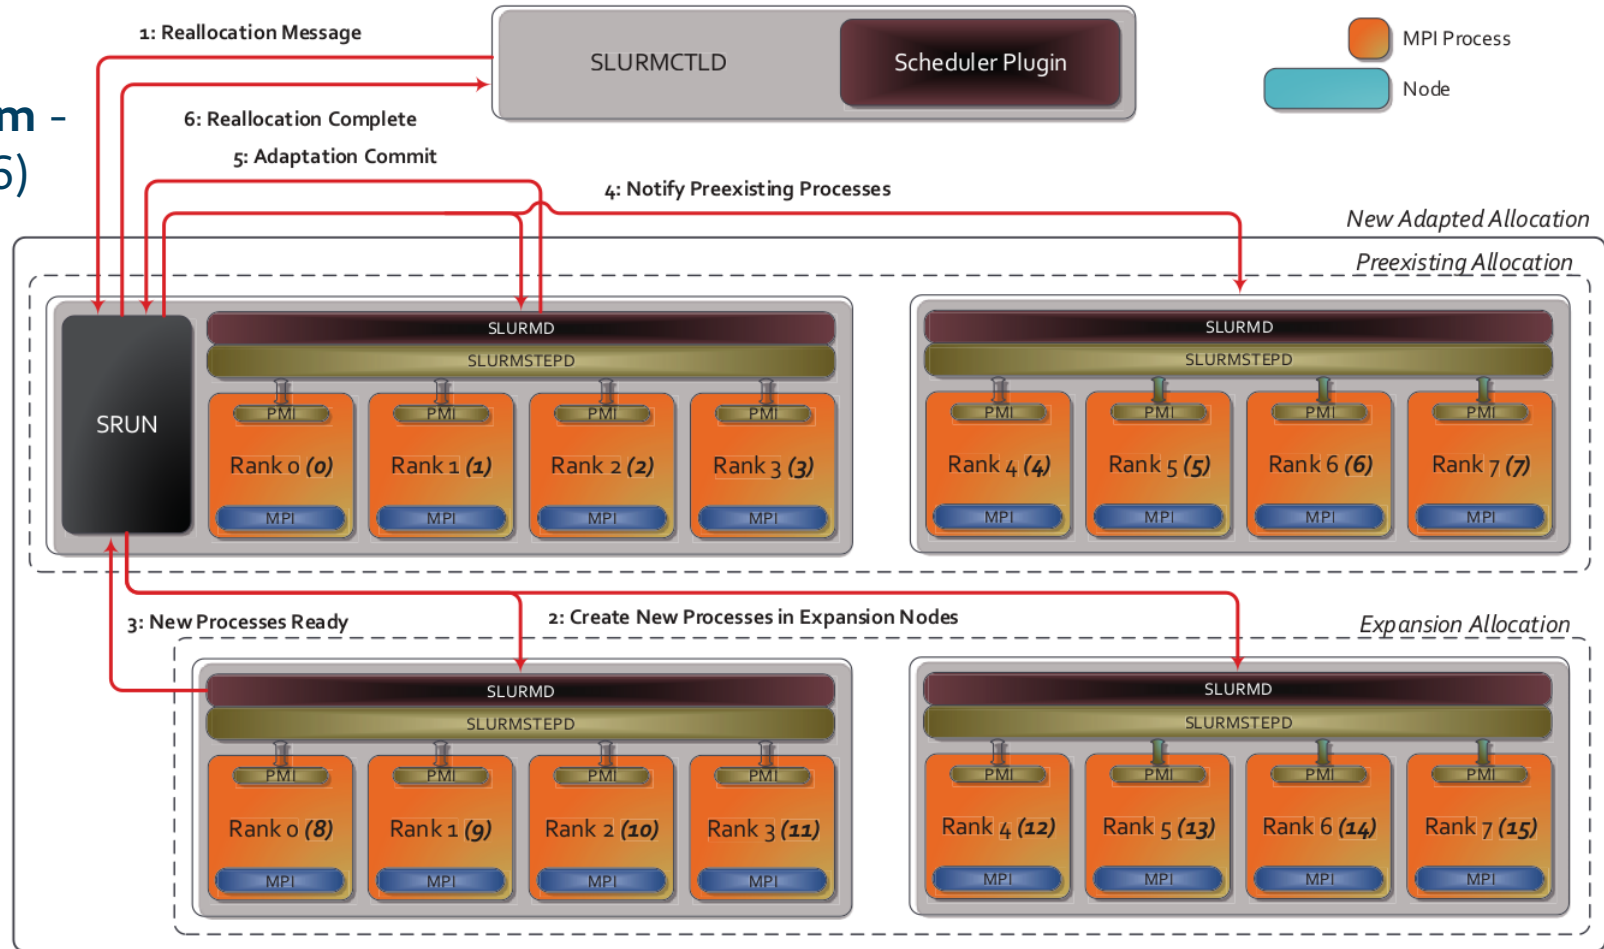 1: Reallocation Message
SLURMCTLD
Scheduler Plugin
MPI Process
Node
m -
6)
6: Reallocation Complete
5: Adaptation Commit
4: Notify Preexisting Processes
New Adapted Allocation
Preexisting Allocation
SRUN
SLURMD
SLURMSTEPD
PMI PMI PMI PMI
Rank 0 (0) Rank 1 (1) Rank 2 (2) Rank 3 (3)
MPI MPI MPI MPI
SLURMD
SLURMSTEPD
PMI PMI PMI PMI
Rank 4 (4) Rank 5 (5) Rank 6 (6) Rank 7 (7)
MPI MPI MPI MPI
3: New Processes Ready
2: Create New Processes in Expansion Nodes
Expansion Allocation
SLURMD
SLURMSTEPD
PMI PMI PMI PMI
Rank 0 (8) Rank 1 (9) Rank 2 (10) Rank 3 (11)
MPI MPI MPI MPI
SLURMD
SLURMSTEPD
PMI PMI PMI PMI
Rank 4 (12) Rank 5 (13) Rank 6 (14) Rank 7 (15)
MPI MPI MPI MPI